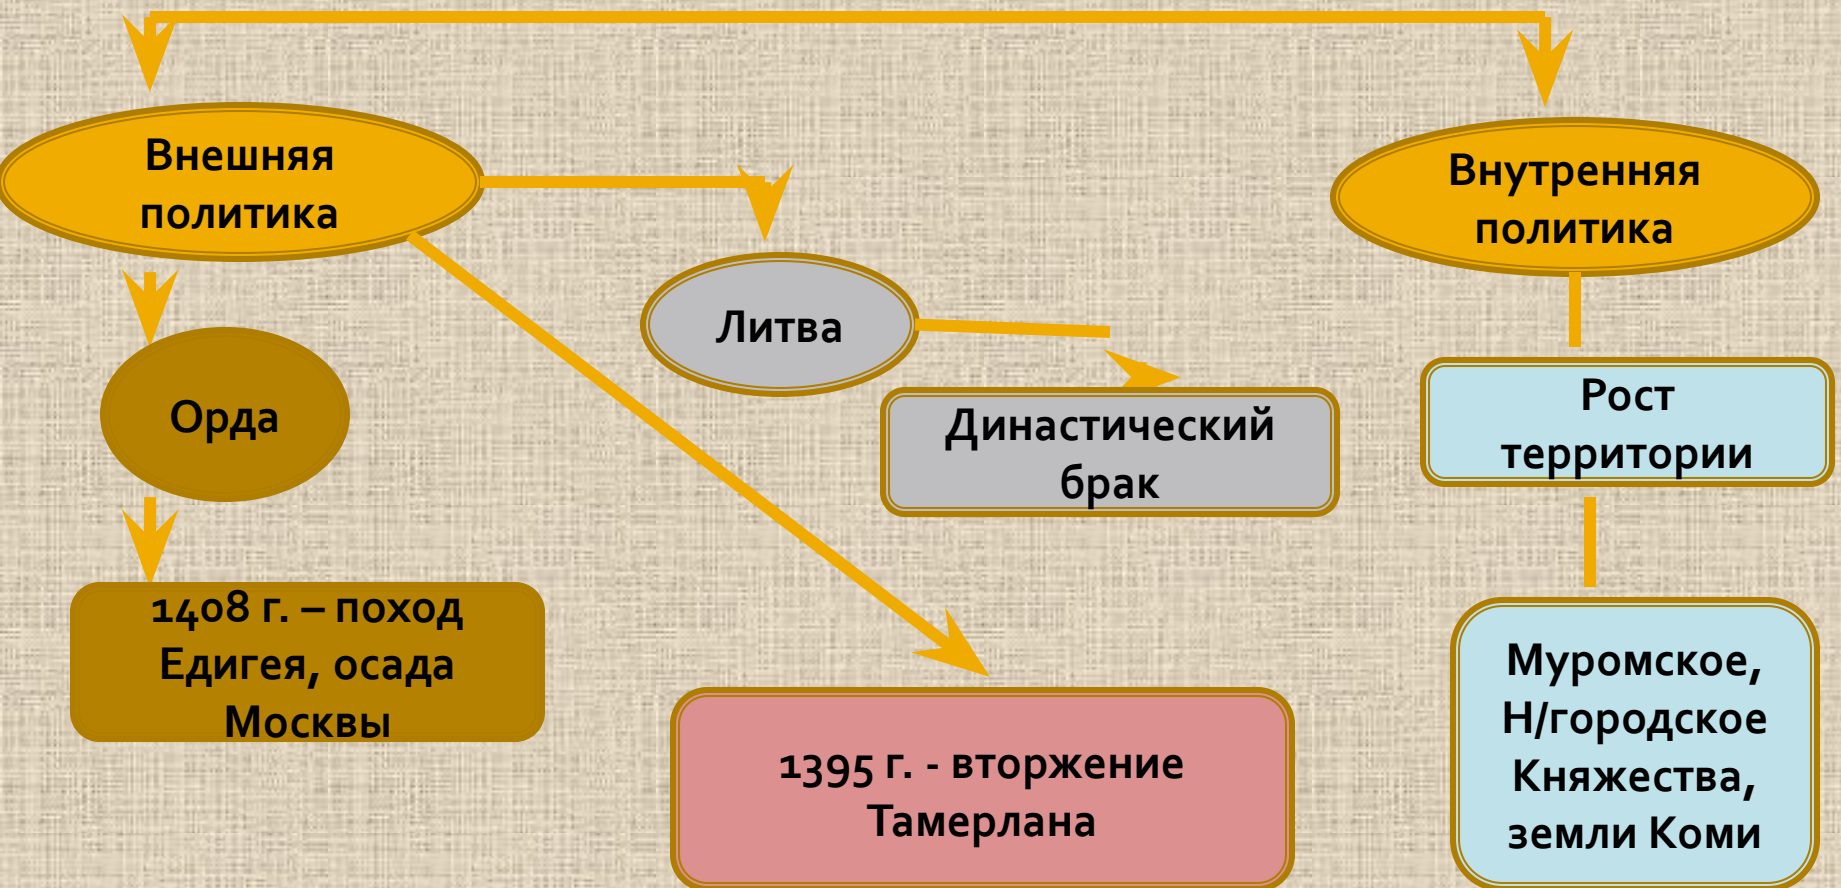 Внешняя
политика
Внутренняя
политика
Литва
Орда
Династический
брак
Рост
территории
1408 г. – поход
Едигея, осада
Москвы
1395 г. - вторжение
Тамерлана
Муромское,
Н/городское
Княжества,
земли Коми